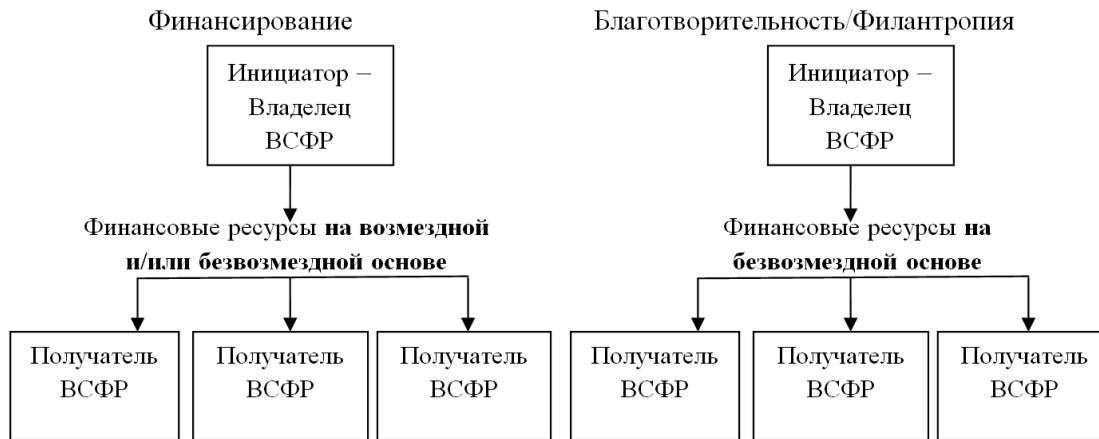 Финансирование
Инициатор –
Владелец
ВСФР
Финансовые ресурсы на возмездной
и/или безвозмездной основе
Получатель
ВСФР
Получатель
ВСФР
Получатель
ВСФР
Благотворительность/Филантропия
Инициатор –
Владелец
ВСФР
Финансовые ресурсы на
безвозмездной основе
Получатель
ВСФР
Получатель
ВСФР
Получатель
ВСФР